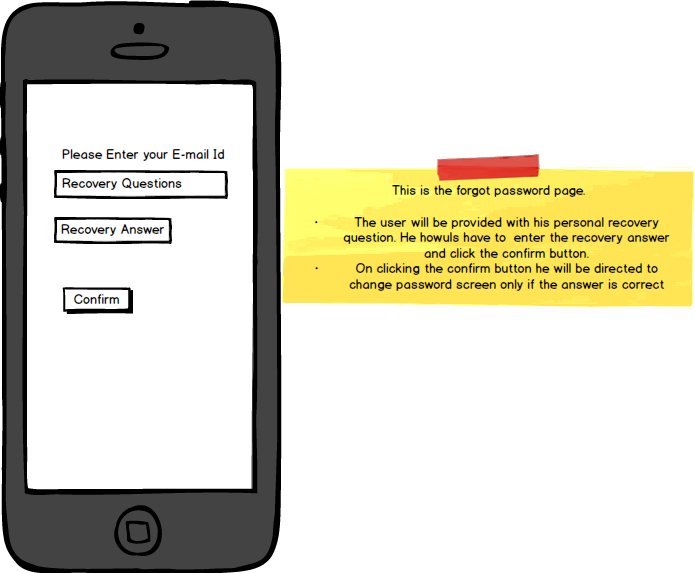 Please Enter your E-mail Id
Recovery Questions
Recovery Answer
Confirm
This is the forgot password page.
· The user will be provided with his personal recovery
question. He howuls have to enter the recovery answer
and click the confirm button.
· On clicking the confirm button he will be directed to
change password screen only if the answer is correct